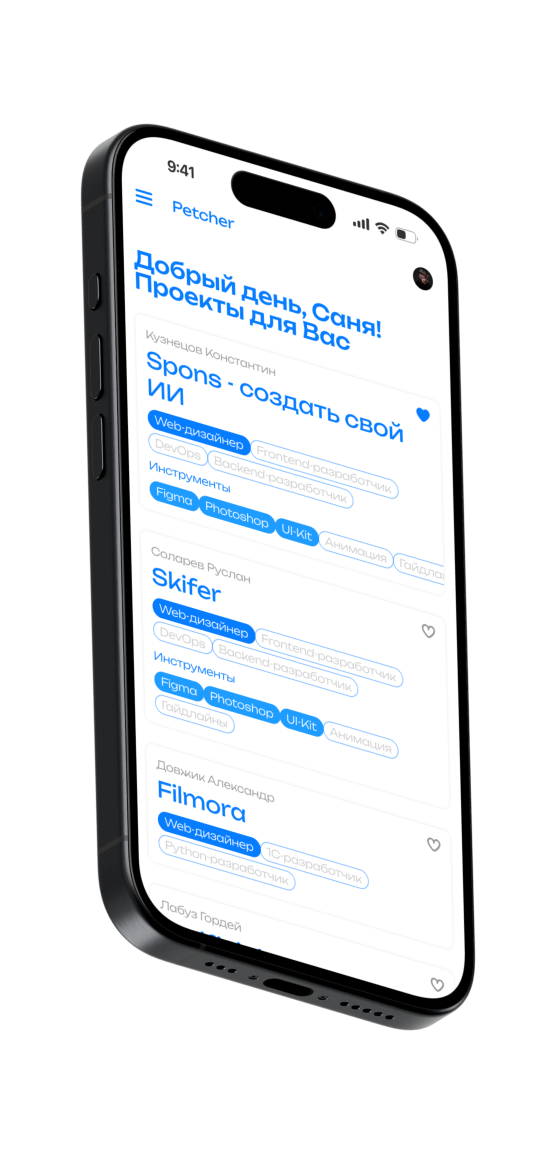 9:41
Petcher
Добрый день, Саня!
Проекты для Вас
Кузнецов Константин
Spons - создать свой
ИИ
Web-дизайнер Frontend-разработчик
DevOps Backend-разработчик
Инструменты
Figma Photoshop UI-Kit Анимация
Соларев Руслан
Skifer
Web-дизайнер Frontend-разработчик
DevOps Backend-разработчик
Инструменты
Figma Photoshop UI-Kit Анимация
Гайдлайны
Довжик Александр
Filmora
Web-дизайнер 1С-разработчик
Python-разработчик
Лабуз Гордей